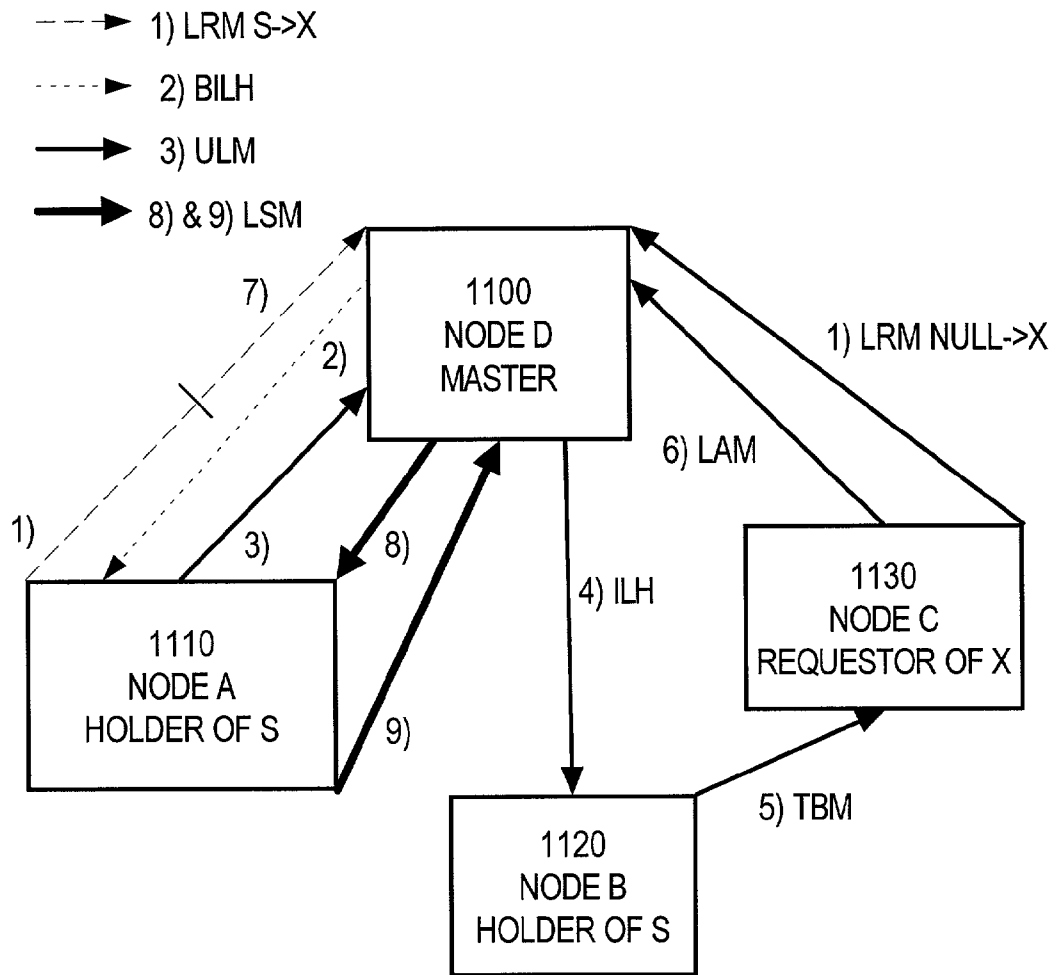 1) LRM S->X
2) BILH
3) ULM
8) & 9) LSM
7)
1100
NODE D
MASTER
2)
1) LRM NULL->X
6) LAM
1)
3)
8)
4) ILH
1110
NODE A
HOLDER OF S
9)
1130
NODE C
REQUESTOR OF X
5) TBM
1120
NODE B
HOLDER OF S